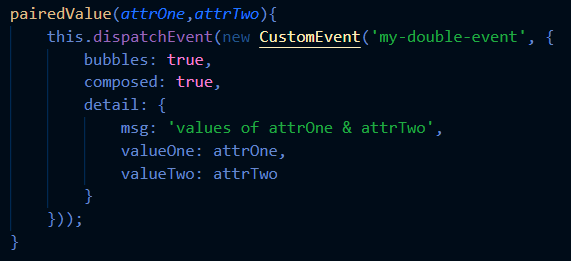 pairedValue(attrOne,attrTwo){
    this.dispatchEvent(new CustomEvent('my-double-event', {
        bubbles: true,
        composed: true,
        detail: {
            msg: 'values of attrOne & attrTwo',
            valueOne: attrOne,
            valueTwo: attrTwo
        }
    }));
}